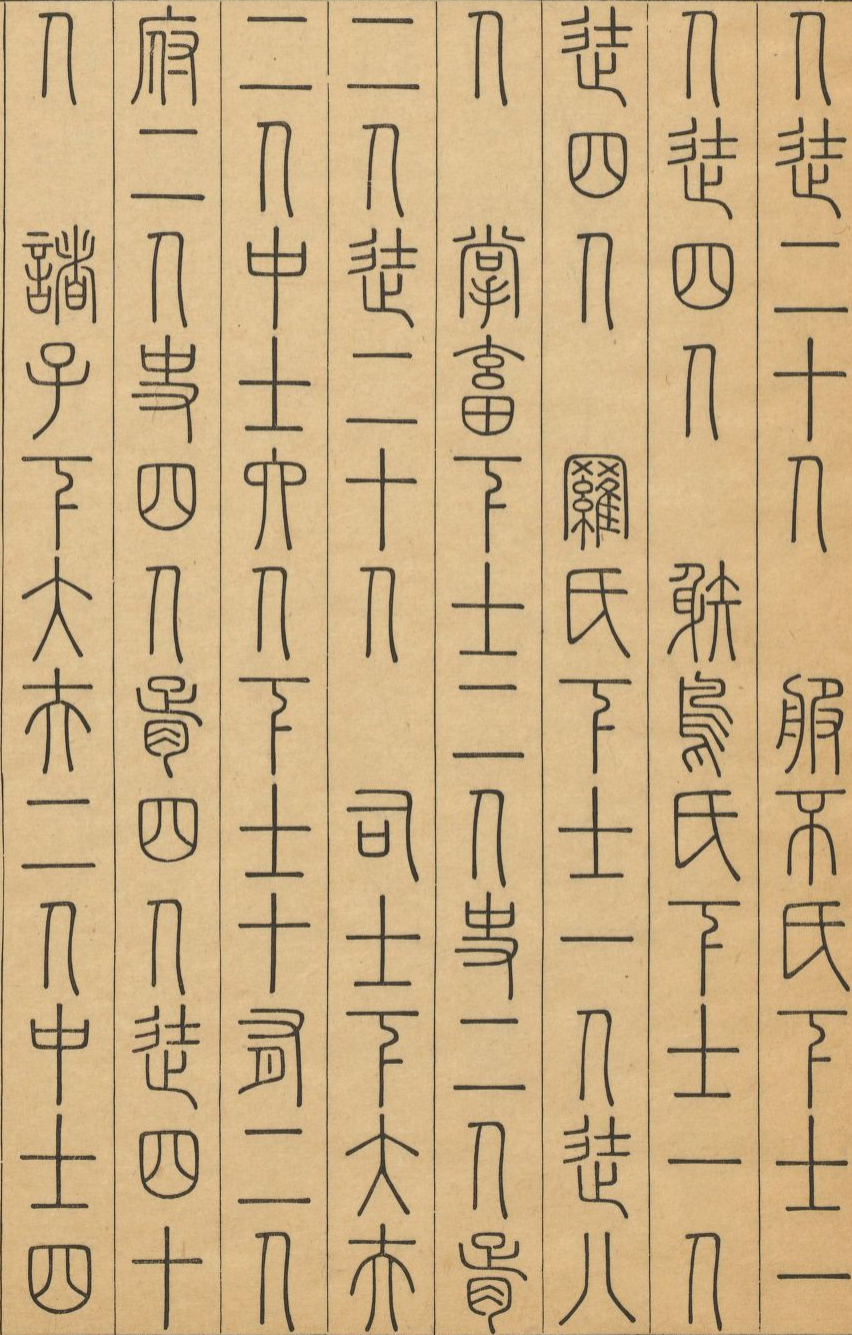 人徒二十人　服不氏下士一
人徒四人　射鳥氏下士一人
徒四人　羅氏下士一人徒八
人　掌畜下士二人史二人胥
二人徒二十人　司士下大夫
二人中士六人下士十有二人
府二人史四人胥四人徒四十
人　諸子下大夫二人中士四